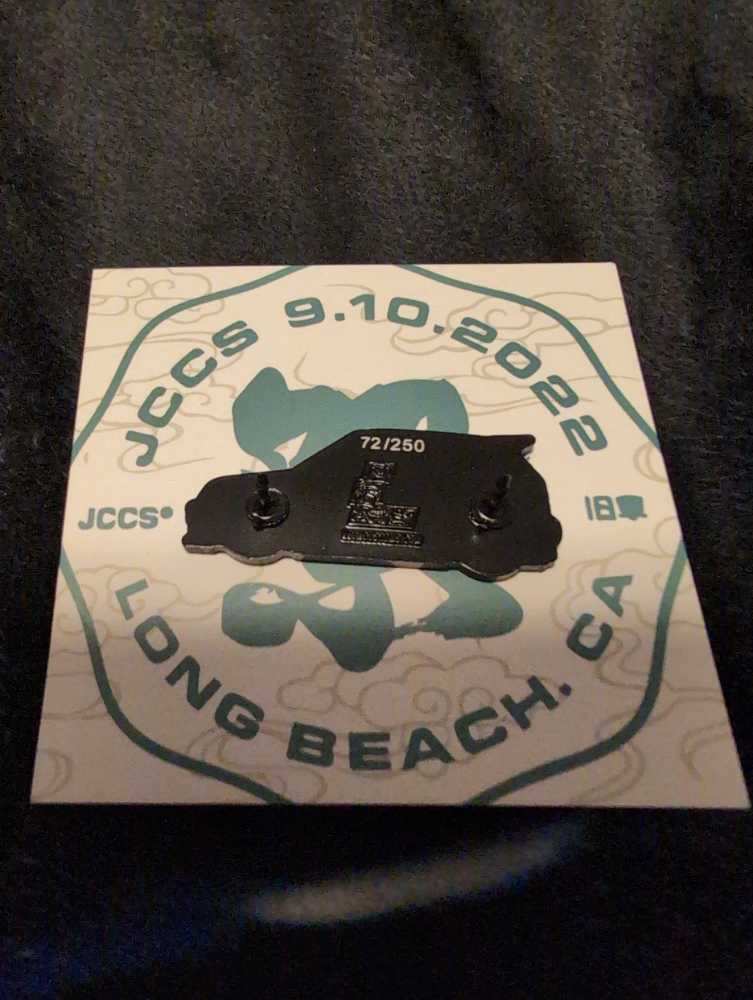 JCCS 9.10.2022
72/250
JCCS
旧車
LONG BEACH, CA